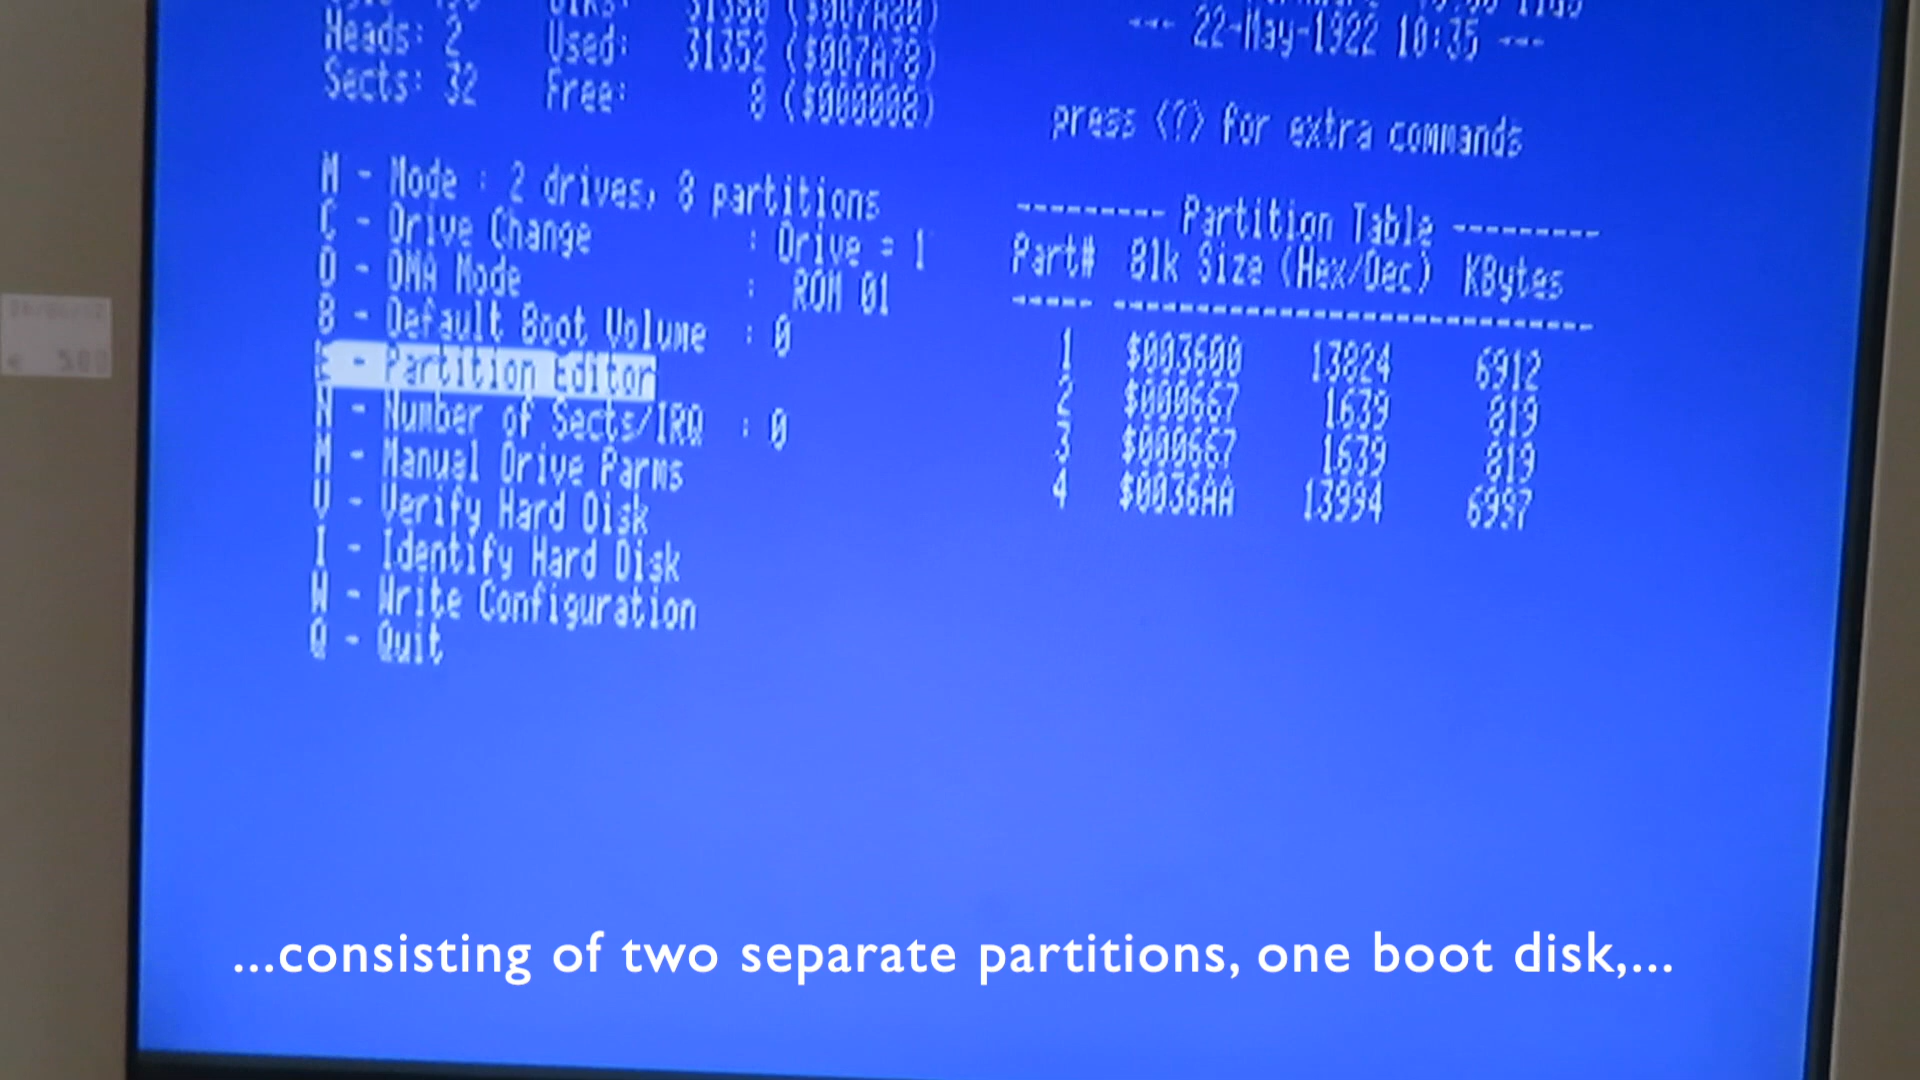 Blks: 31360 ($007A80)
Heads: 2 Used: 31352 ($007A78)
--- 22-May-1922 10:35 ---
Sects: 32 Free: 8 ($000008)
press <?> for extra commands
M - Mode : 2 drives, 8 partitions
C - Drive Change : Drive = 1
D - DMA Mode : ROM 01
B - Default Boot Volume : 0
E - Partition Editor
N - Number of Sects/IRQ : 0
M - Manual Drive Parms
V - Verify Hard Disk
I - Identify Hard Disk
W - Write Configuration
Q - Quit
--------- Partition Table ---------
Part# Blk Size (Hex/Dec) KBytes
----- -----------------------------
1 $003600 13824 6912
2 $000667 1639 819
3 $000667 1639 819
4 $0036AA 13994 6997
...consisting of two separate partitions, one boot disk,...